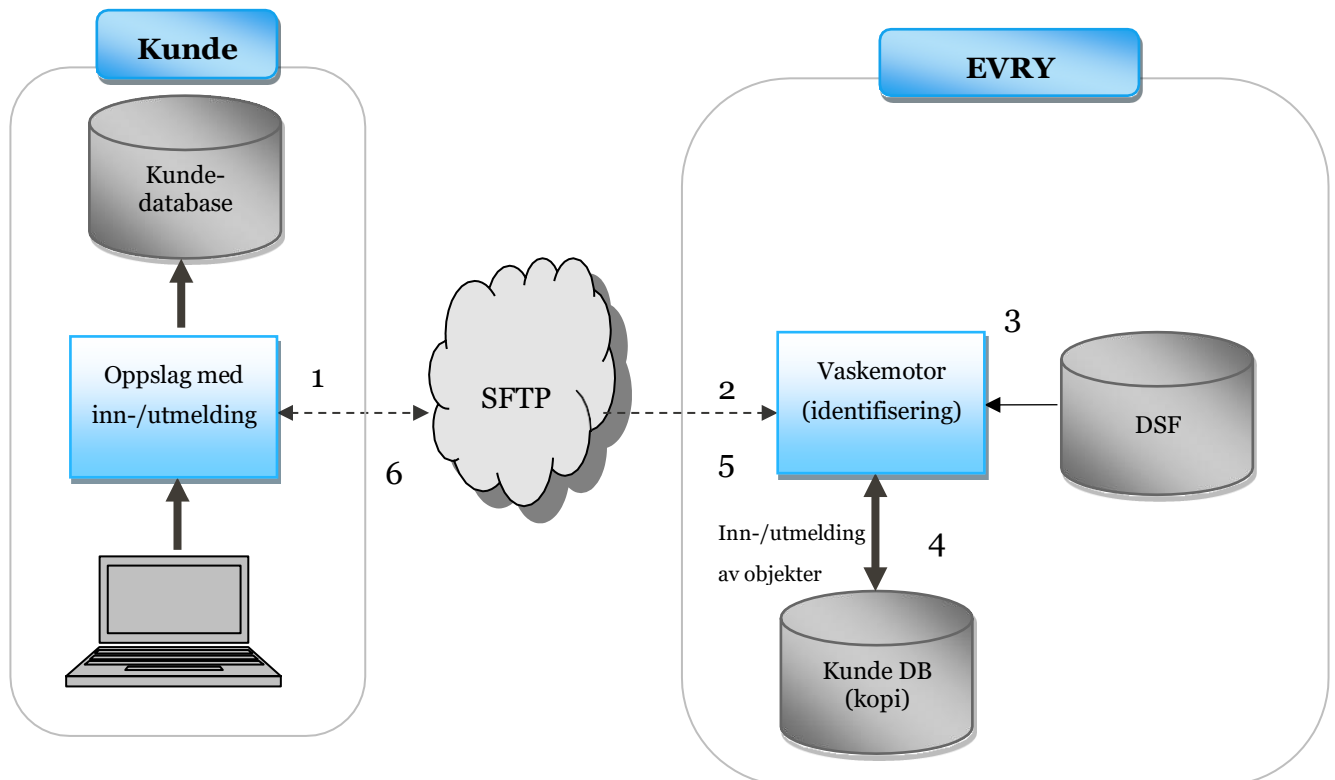 Kunde
EVRY
Kunde-
database
Oppslag med
inn-/utmelding
1
6
SFTP
2
5
Vaskemotor
(identifisering)
3
DSF
Inn-/utmelding
av objekter
4
Kunde DB
(kopi)